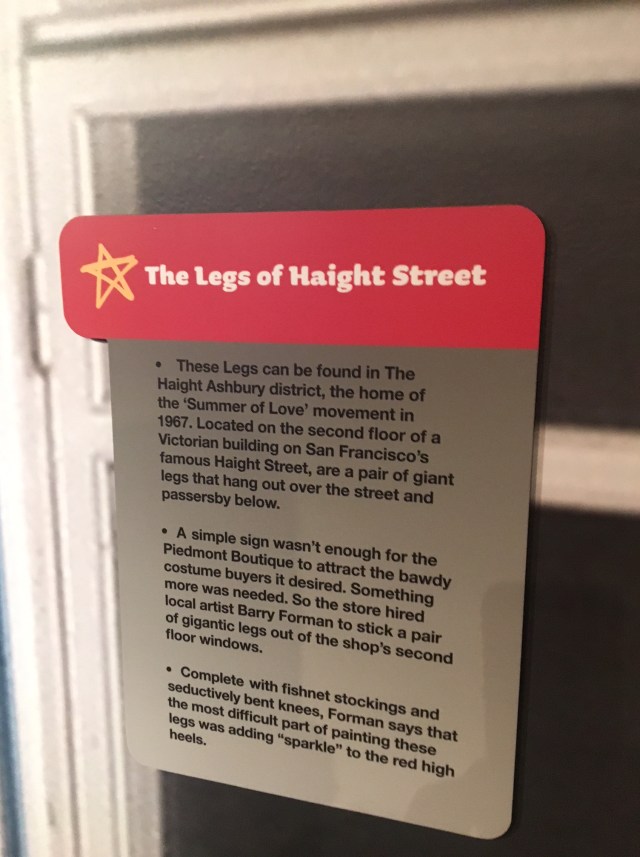 The Legs of Haight Street
• These Legs can be found in The
Haight Ashbury district, the home of
the ‘Summer of Love’ movement in
1967. Located on the second floor of a
Victorian building on San Francisco’s
famous Haight Street, are a pair of giant
legs that hang out over the street and
passersby below.
• A simple sign wasn’t enough for the
Piedmont Boutique to attract the bawdy
costume buyers it desired. Something
more was needed. So the store hired
local artist Barry Forman to stick a pair
of gigantic legs out of the shop’s second
floor windows.
• Complete with fishnet stockings and
seductively bent knees, Forman says that
the most difficult part of painting these
legs was adding “sparkle” to the red high
heels.